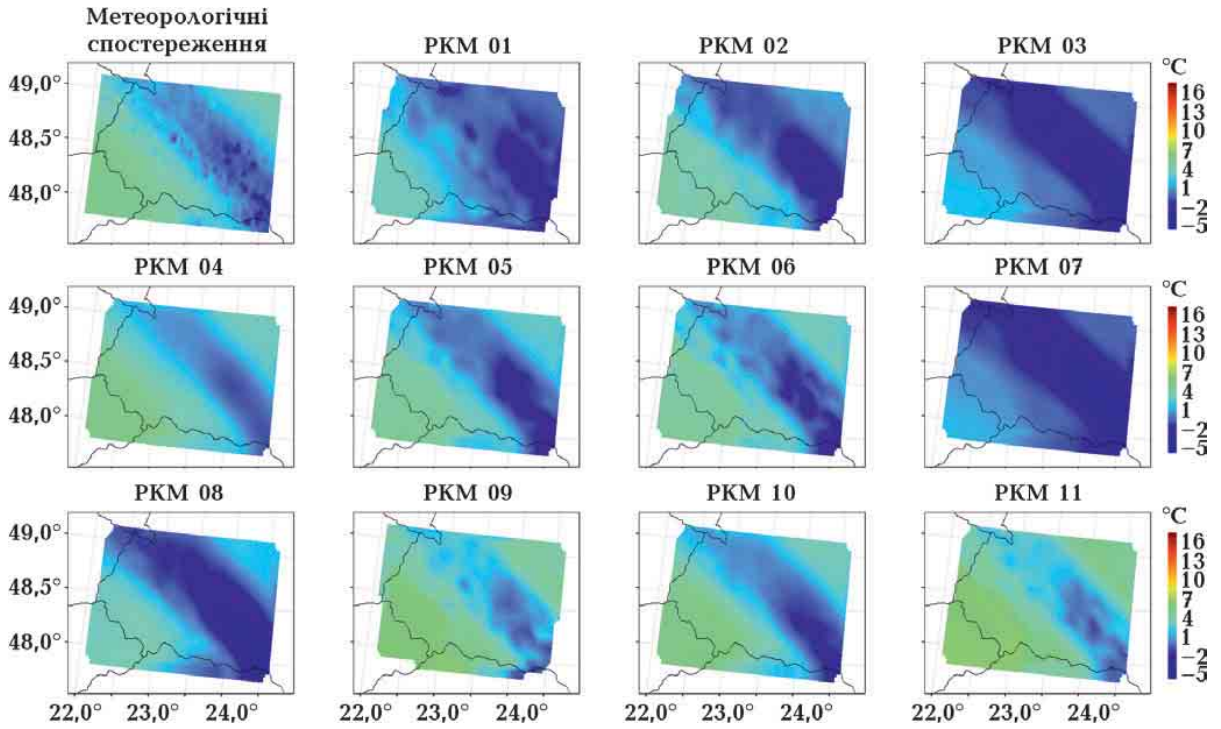 Метеорологічні
спостереження
РКМ 01
РКМ 02
РКМ 03
49,0°
48,5°
48,0°
°C
16
13
10
7
4
1
−2
−5
РКМ 04
РКМ 05
РКМ 06
РКМ 07
49,0°
48,5°
48,0°
°C
16
13
10
7
4
1
−2
−5
РКМ 08
РКМ 09
РКМ 10
РКМ 11
49,0°
48,5°
48,0°
°C
16
13
10
7
4
1
−2
−5
22,0° 23,0° 24,0°
22,0° 23,0° 24,0°
22,0° 23,0° 24,0°
22,0° 23,0° 24,0°